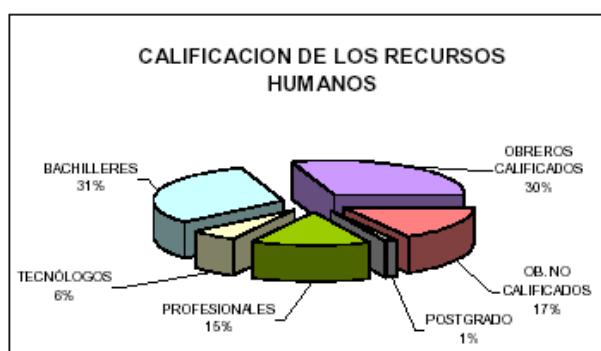 CALIFICACION DE LOS RECURSOS
HUMANOS
BACHILLERES
31%
OBREROS
CALIFICADOS
30%
TECNÓLOGOS
6%
PROFESIONALES
15%
POSTGRADO
1%
OB.NO
CALIFICADOS
17%